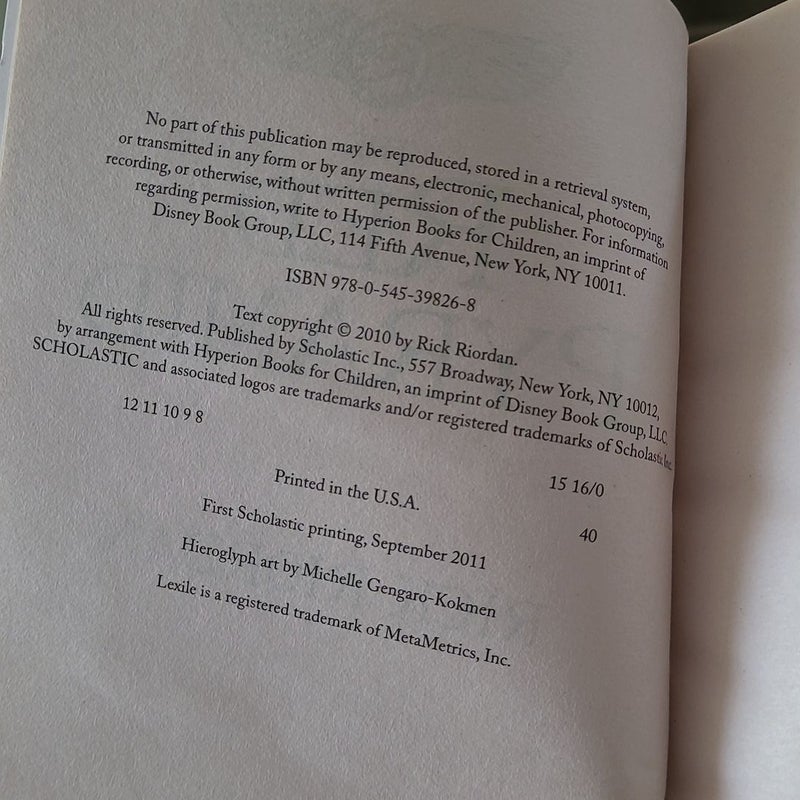 No part of this publication may be reproduced, stored in a retrieval system,
or transmitted in any form or by any means, electronic, mechanical, photocopying,
recording, or otherwise, without written permission of the publisher. For information
regarding permission, write to Hyperion Books for Children, an imprint of
Disney Book Group, LLC, 114 Fifth Avenue, New York, NY 10011.
ISBN 978-0-545-39826-8
Text copyright © 2010 by Rick Riordan.
All rights reserved. Published by Scholastic Inc., 557 Broadway, New York, NY 10012,
by arrangement with Hyperion Books for Children, an imprint of Disney Book Group, LLC.
SCHOLASTIC and associated logos are trademarks and/or registered trademarks of Scholastic Inc.
12 11 10 9 8 15 16/0
Printed in the U.S.A. 40
First Scholastic printing, September 2011
Hieroglyph art by Michelle Gengaro-Kokmen
Lexile is a registered trademark of MetaMetrics, Inc.